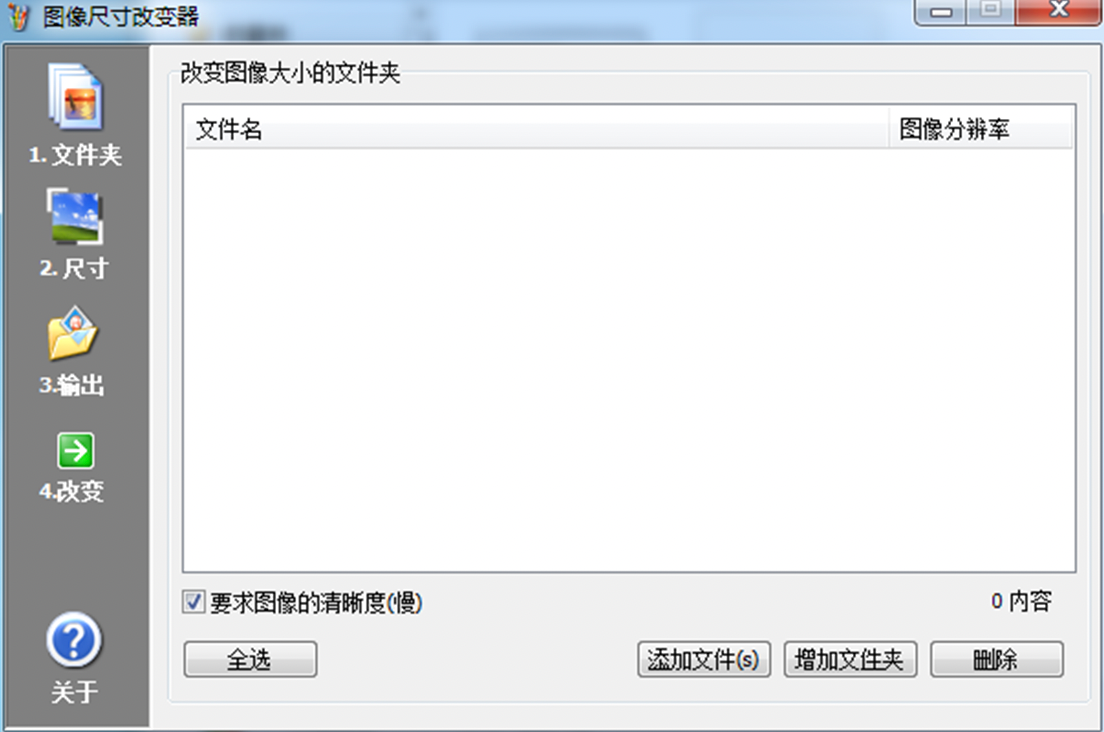 图像尺寸改变器
改变图像大小的文件夹
文件名 图像分辨率
1. 文件夹
2. 尺寸
3.输出
4.改变
关于
要求图像的清晰度(慢)
0 内容
全选 添加文件(s) 增加文件夹 删除